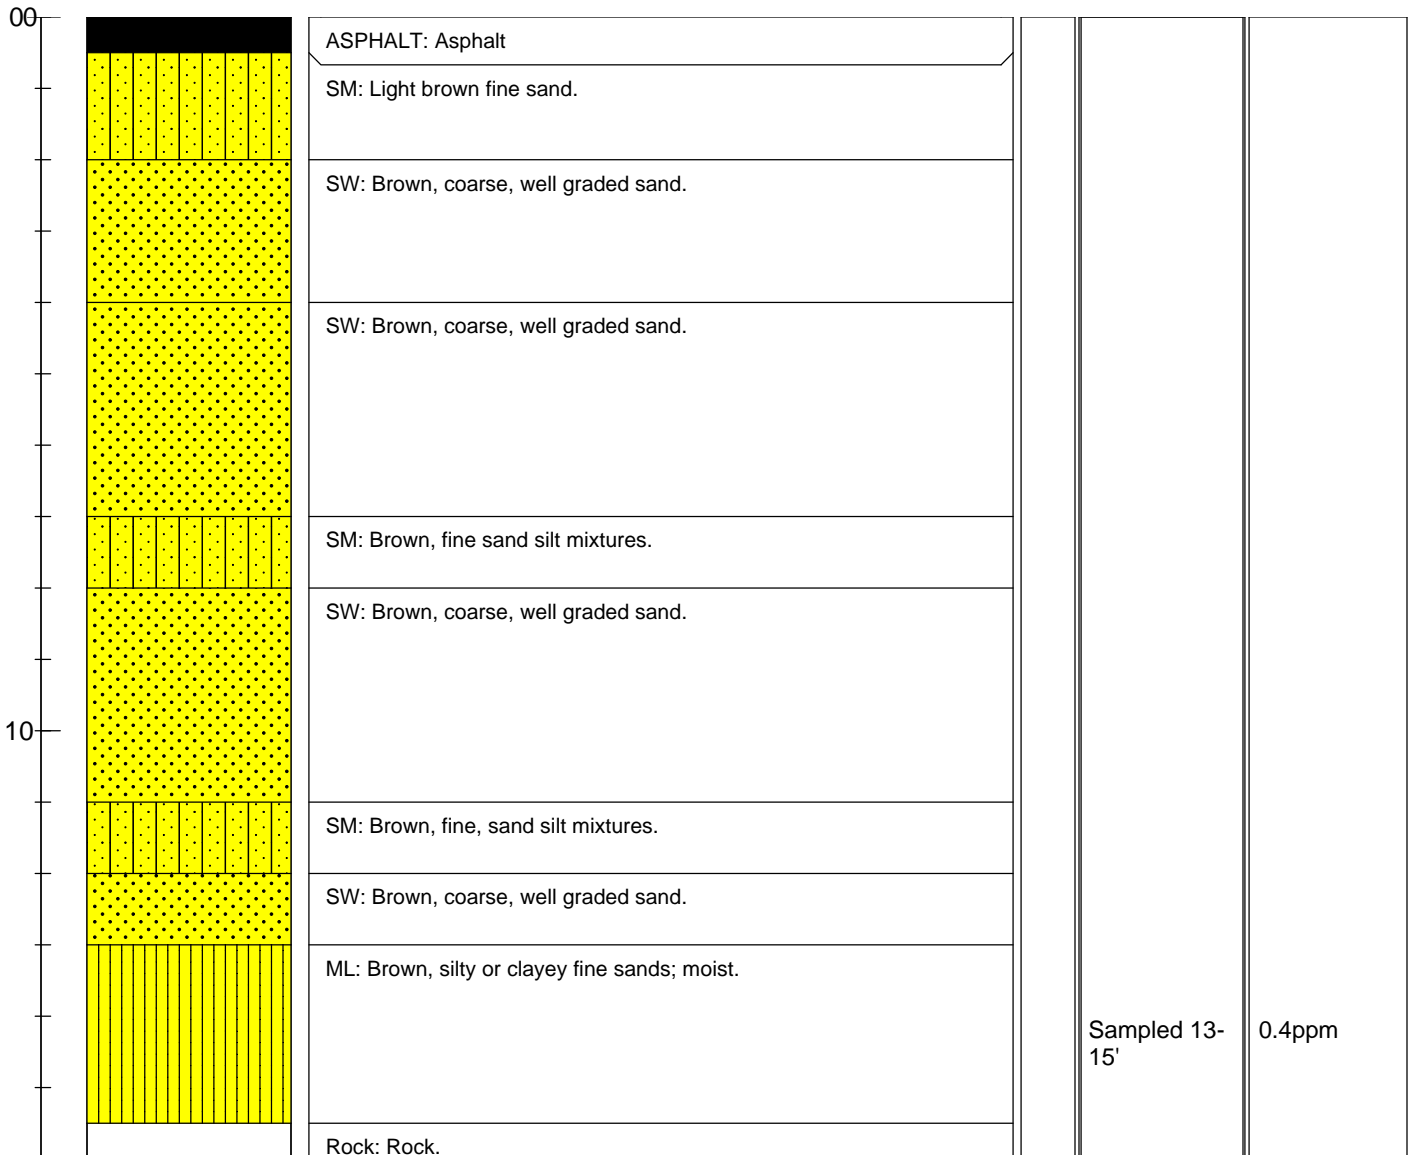 00
ASPHALT: Asphalt
SM: Light brown fine sand.
SW: Brown, coarse, well graded sand.
SW: Brown, coarse, well graded sand.
SM: Brown, fine sand silt mixtures.
SW: Brown, coarse, well graded sand.
10
SM: Brown, fine, sand silt mixtures.
SW: Brown, coarse, well graded sand.
ML: Brown, silty or clayey fine sands; moist.
Sampled 13-
15'
0.4ppm
Rock: Rock.